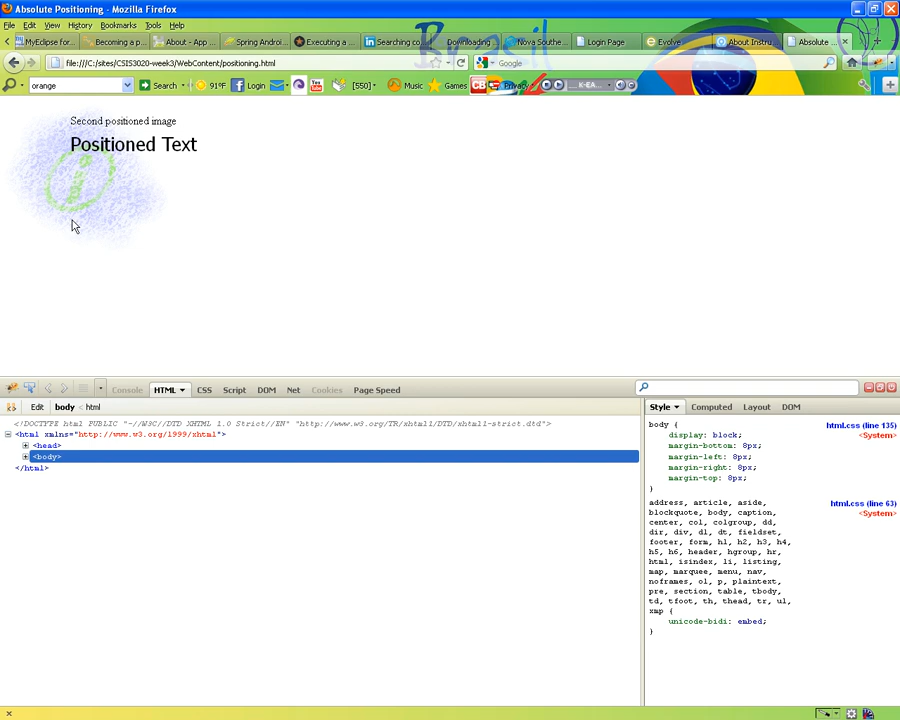 Absolute Positioning - Mozilla Firefox
File Edit View History Bookmarks Tools Help
Brasil
MyEclipse for... Becoming a p... About - App ... Spring Androi... Executing a ... Searching co... Downloading Nova Southe... Login Page Evolve About Instru... Absolute ...
file:///C:/sites/CSIS3020-week3/WebContent/positioning.html Google
orange Search 91°F Login You Tube [550] Music Games CB Privacy K-EA...
Second positioned image
Positioned Text
i
Console HTML CSS Script DOM Net Cookies Page Speed
Edit body < html
Style Computed Layout DOM
<!DOCTYPE html PUBLIC "-//W3C//DTD XHTML 1.0 Strict//EN" "http://www.w3.org/TR/xhtml1/DTD/xhtml1-strict.dtd">
<html xmlns="http://www.w3.org/1999/xhtml">
<head>
<body>
</html>
body { html.css (line 135)
display: block; <System>
margin-bottom: 8px;
margin-left: 8px;
margin-right: 8px;
margin-top: 8px;
}
address, article, aside, html.css (line 63)
blockquote, body, caption, <System>
center, col, colgroup, dd,
dir, div, dl, dt, fieldset,
footer, form, h1, h2, h3, h4,
h5, h6, header, hgroup, hr,
html, isindex, li, listing,
map, marquee, menu, nav,
noframes, ol, p, plaintext,
pre, section, table, tbody,
td, tfoot, th, thead, tr, ul,
xmp {
unicode-bidi: embed;
}